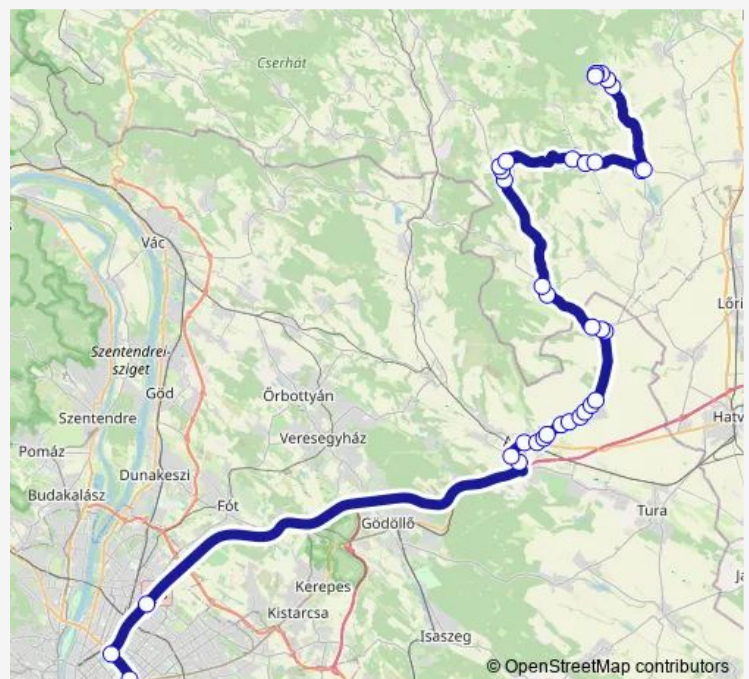 Cserhát
Vác
Lőri
Szentendrei-
sziget
Göd
Őrbottyán
Szentendre
Hatv
Veresegyház
Pomáz
Dunakeszi
Budakalász
Fót
Tura
Gödöllő
Kerepes
Kistarcsa
Isaszeg
© OpenStreetMap contributors